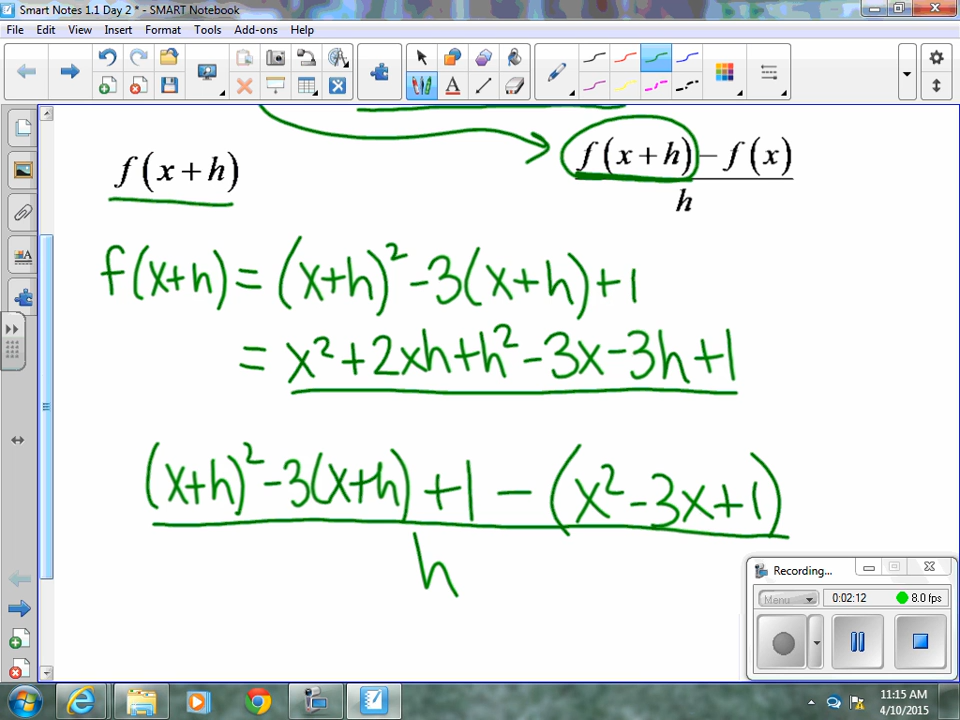 Smart Notes 1.1 Day 2 * - SMART Notebook
File Edit View Insert Format Tools Add-ons Help
f(x+h)
f(x+h)-f(x)
h
f(x+h) = (x+h)² -3(x+h)+1
= x²+2xh+h²-3x-3h+1
(x+h)²-3(x+h)+1 - (x²-3x+1)
h
Recording...
Menu 0:02:12 8.0 fps
11:15 AM
4/10/2015